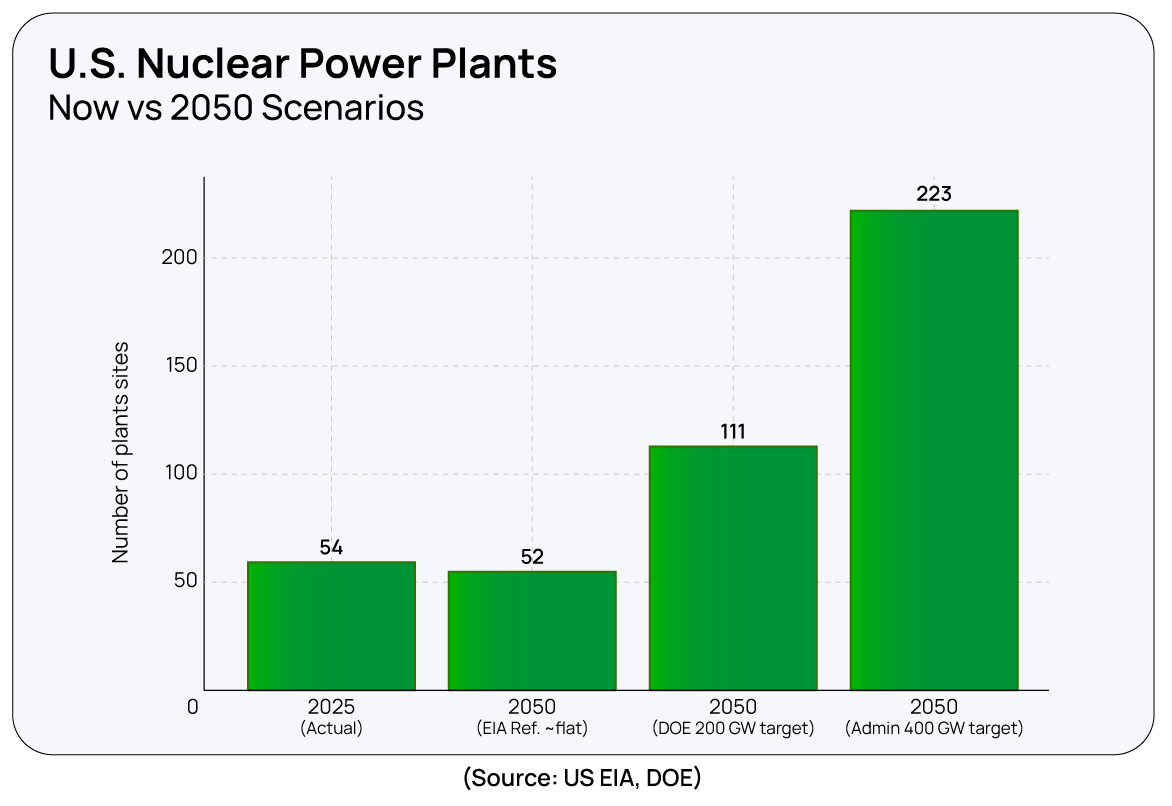 U.S. Nuclear Power Plants
Now vs 2050 Scenarios
223
200
150
111
100
54
52
50
0
Number of plants sites
2025
(Actual)
2050
(EIA Ref. ~flat)
2050
(DOE 200 GW target)
2050
(Admin 400 GW target)
(Source: US EIA, DOE)